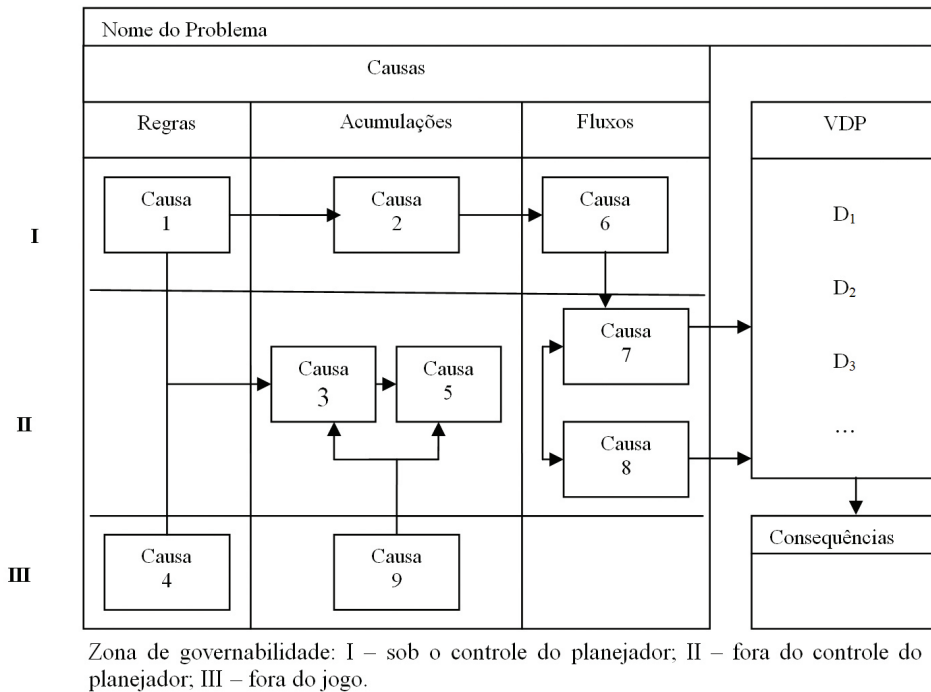 Nome do Problema
Causas
Regras
Acumulações
Fluxos
VDP
I
Causa
1
Causa
2
Causa
6
D₁
D₂
II
Causa
3
Causa
5
Causa
7
D₃
Causa
8
...
III
Causa
4
Causa
9
Consequências
Zona de governabilidade: I – sob o controle do planejador; II – fora do controle do
planejador; III – fora do jogo.